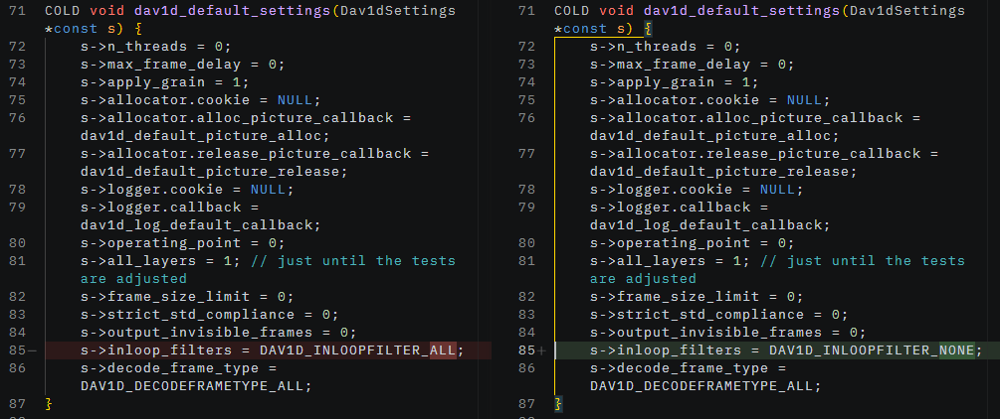 71 COLD void dav1d_default_settings(Dav1dSettings
*const s) {
72 s->n_threads = 0;
73 s->max_frame_delay = 0;
74 s->apply_grain = 1;
75 s->allocator.cookie = NULL;
76 s->allocator.alloc_picture_callback =
dav1d_default_picture_alloc;
77 s->allocator.release_picture_callback =
dav1d_default_picture_release;
78 s->logger.cookie = NULL;
79 s->logger.callback =
dav1d_log_default_callback;
80 s->operating_point = 0;
81 s->all_layers = 1; // just until the tests
are adjusted
82 s->frame_size_limit = 0;
83 s->strict_std_compliance = 0;
84 s->output_invisible_frames = 0;
85− s->inloop_filters = DAV1D_INLOOPFILTER_ALL;
86 s->decode_frame_type =
DAV1D_DECODEFRAMETYPE_ALL;
87 }
71 COLD void dav1d_default_settings(Dav1dSettings
*const s) {
72 s->n_threads = 0;
73 s->max_frame_delay = 0;
74 s->apply_grain = 1;
75 s->allocator.cookie = NULL;
76 s->allocator.alloc_picture_callback =
dav1d_default_picture_alloc;
77 s->allocator.release_picture_callback =
dav1d_default_picture_release;
78 s->logger.cookie = NULL;
79 s->logger.callback =
dav1d_log_default_callback;
80 s->operating_point = 0;
81 s->all_layers = 1; // just until the tests
are adjusted
82 s->frame_size_limit = 0;
83 s->strict_std_compliance = 0;
84 s->output_invisible_frames = 0;
85+ s->inloop_filters = DAV1D_INLOOPFILTER_NONE;
86 s->decode_frame_type =
DAV1D_DECODEFRAMETYPE_ALL;
87 }